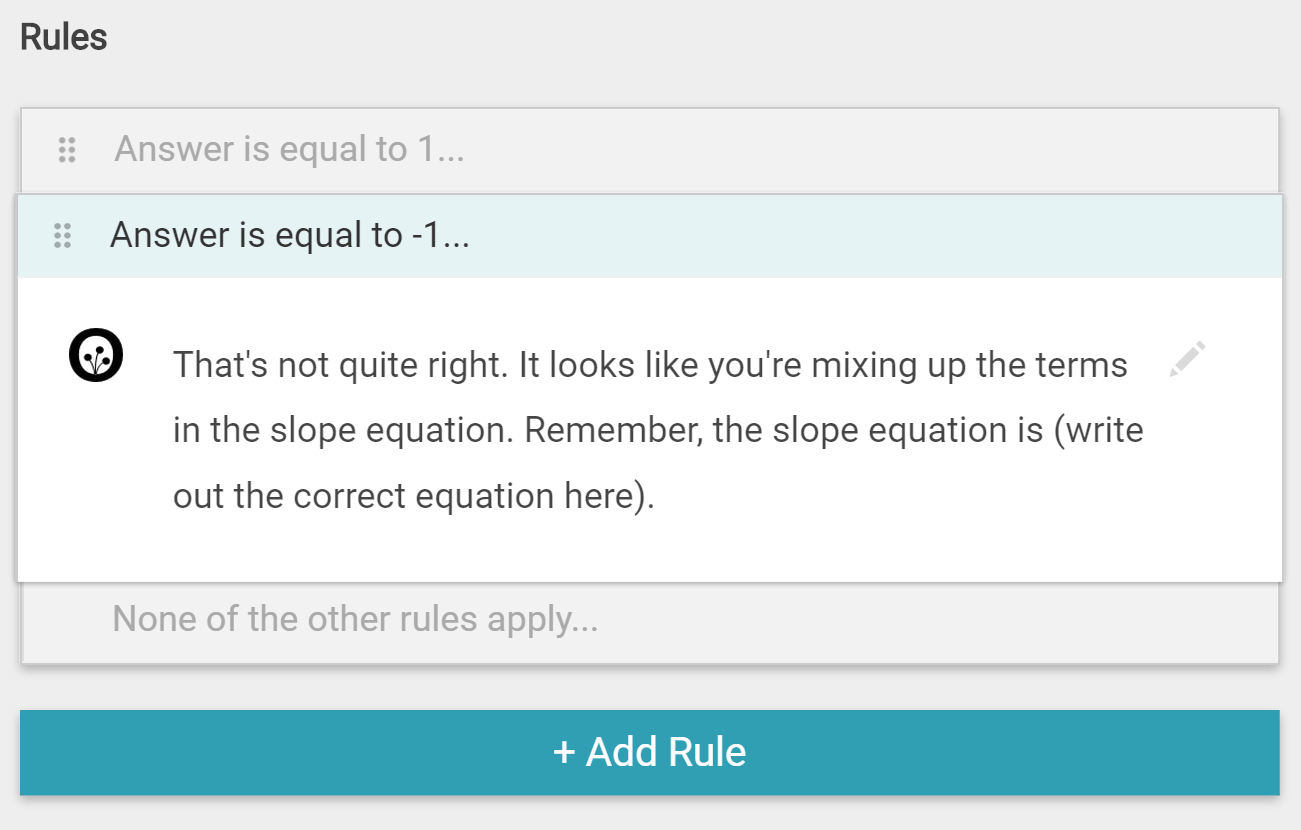 Rules
Answer is equal to 1...
Answer is equal to -1...
That's not quite right. It looks like you're mixing up the terms
in the slope equation. Remember, the slope equation is (write
out the correct equation here).
None of the other rules apply...
+ Add Rule